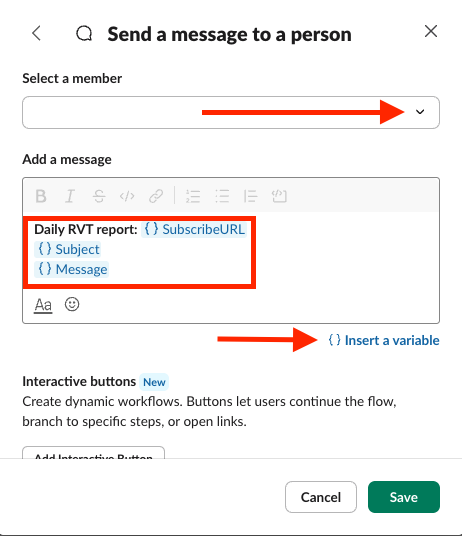 Send a message to a person
Select a member
Add a message
Daily RVT report: {} SubscribeURL
{} Subject
{} Message
Aa
{} Insert a variable
Interactive buttons New
Create dynamic workflows. Buttons let users continue the flow,
branch to specific steps, or open links.
Add Interactive Button
Cancel Save